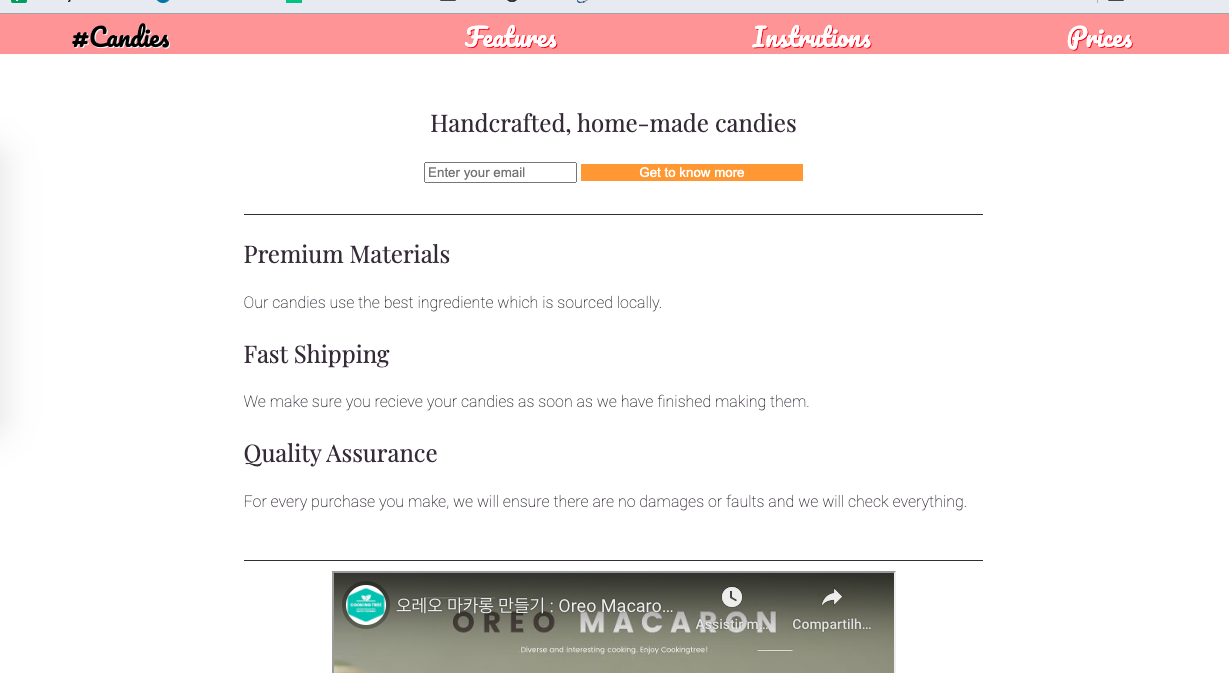 #Candies Features Instrutions Prices
Handcrafted, home-made candies
Enter your email Get to know more
Premium Materials
Our candies use the best ingrediente which is sourced locally.
Fast Shipping
We make sure you recieve your candies as soon as we have finished making them.
Quality Assurance
For every purchase you make, we will ensure there are no damages or faults and we will check everything.
COOKING TREE
오레오 마카롱 만들기 : Oreo Macaro...
OREO MACARON
Assistir m... Compartilh...
Diverse and interesting cooking. Enjoy Cookingtree!